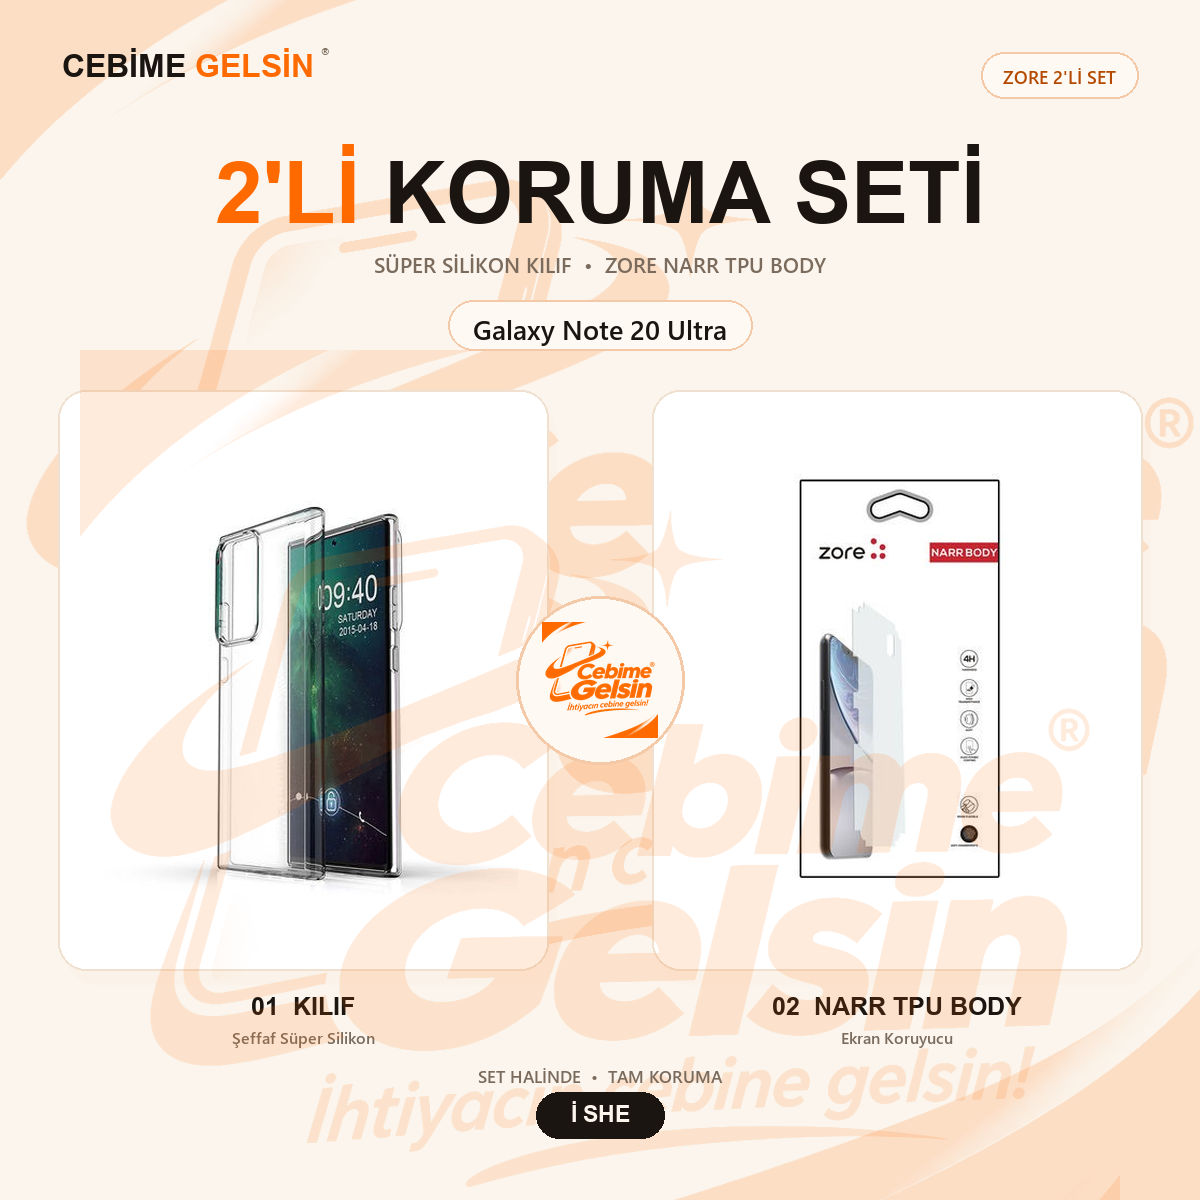 CEBİME GELSİN ®
ZORE 2'Lİ SET
2'Lİ KORUMA SETİ
SÜPER SİLİKON KILIF • ZORE NARR TPU BODY
Galaxy Note 20 Ultra
®
zore
NARR BODY
09:40
SATURDAY
2015-04-18
4H
Cebime®
Gelsin
İhtiyacın cebine gelsin!
Cebime®
Gelsin
01 KILIF
Şeffaf Süper Silikon
02 NARR TPU BODY
Ekran Koruyucu
SET HALİNDE • TAM KORUMA
İhtiyacın cebine gelsin!
İ SHE